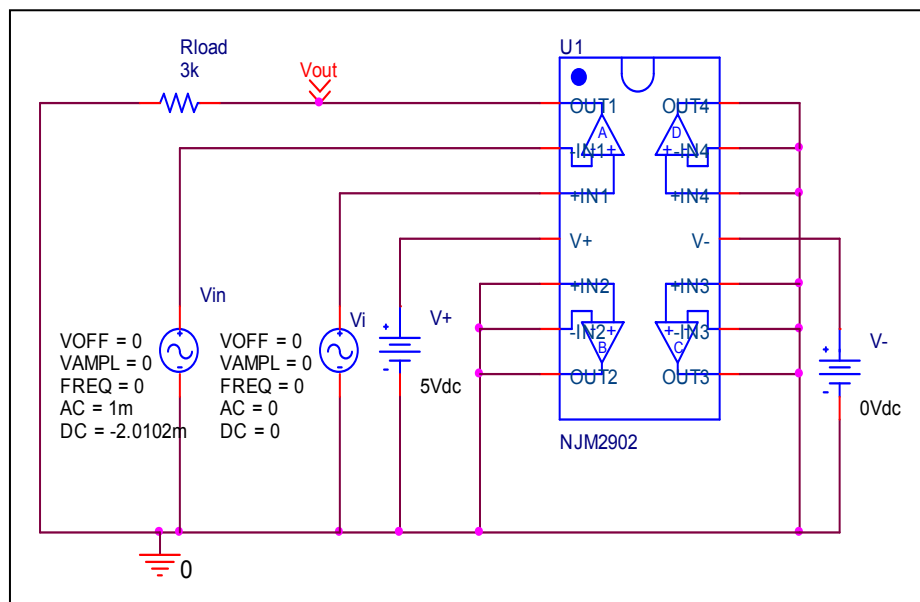 Rload
3k
Vout
U1
OUT1
OUT4
A
D
-IN1
-IN4
+
+
+IN1
+IN4
V+
V-
+IN2
+IN3
-IN2
-IN3
+
+
B
C
OUT2
OUT3
NJM2902
Vin
VOFF = 0
VAMPL = 0
FREQ = 0
AC = 1m
DC = -2.0102m
Vi
VOFF = 0
VAMPL = 0
FREQ = 0
AC = 0
DC = 0
V+
5Vdc
V-
0Vdc
0